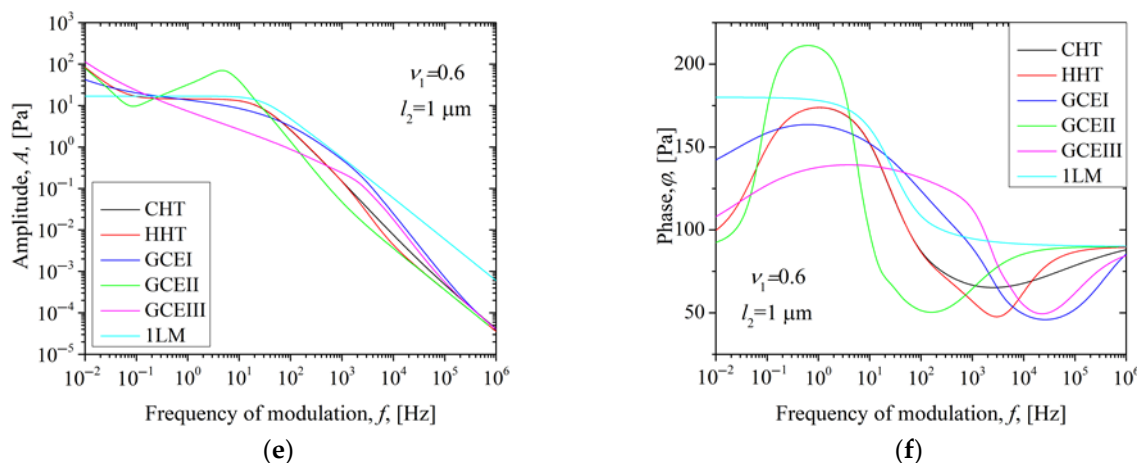 10³
10²
10¹
10⁰
10⁻¹
10⁻²
10⁻³
10⁻⁴
10⁻⁵
Amplitude, A, [Pa]
ν₁=0.6
l₂=1 μm
CHT
HHT
GCEI
GCEII
GCEIII
1LM
10⁻² 10⁻¹ 10⁰ 10¹ 10² 10³ 10⁴ 10⁵ 10⁶
Frequency of modulation, f, [Hz]
(e)
200
150
100
50
Phase, φ, [Pa]
CHT
HHT
GCEI
GCEII
GCEIII
1LM
ν₁=0.6
l₂=1 μm
10⁻² 10⁻¹ 10⁰ 10¹ 10² 10³ 10⁴ 10⁵ 10⁶
Frequency of modulation, f, [Hz]
(f)